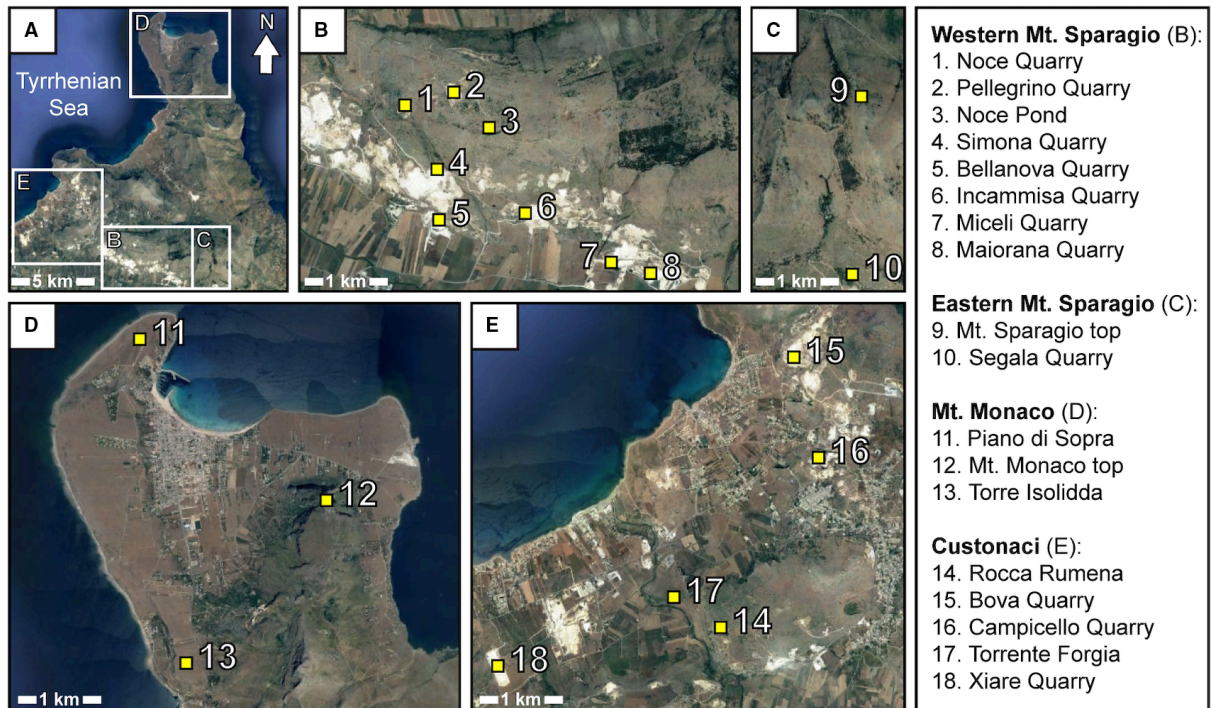 A
D
N
Tyrrhenian
Sea
E
B
C
5 km
B
1
2
3
4
5
6
7
8
1 km
C
9
10
1 km
D
11
12
13
1 km
E
15
16
17
14
18
1 km
Western Mt. Sparagio (B):
1. Noce Quarry
2. Pellegrino Quarry
3. Noce Pond
4. Simona Quarry
5. Bellanova Quarry
6. Incammisa Quarry
7. Miceli Quarry
8. Maiorana Quarry
Eastern Mt. Sparagio (C):
9. Mt. Sparagio top
10. Segala Quarry
Mt. Monaco (D):
11. Piano di Sopra
12. Mt. Monaco top
13. Torre Isolidda
Custonaci (E):
14. Rocca Rumena
15. Bova Quarry
16. Campicello Quarry
17. Torrente Forgia
18. Xiare Quarry